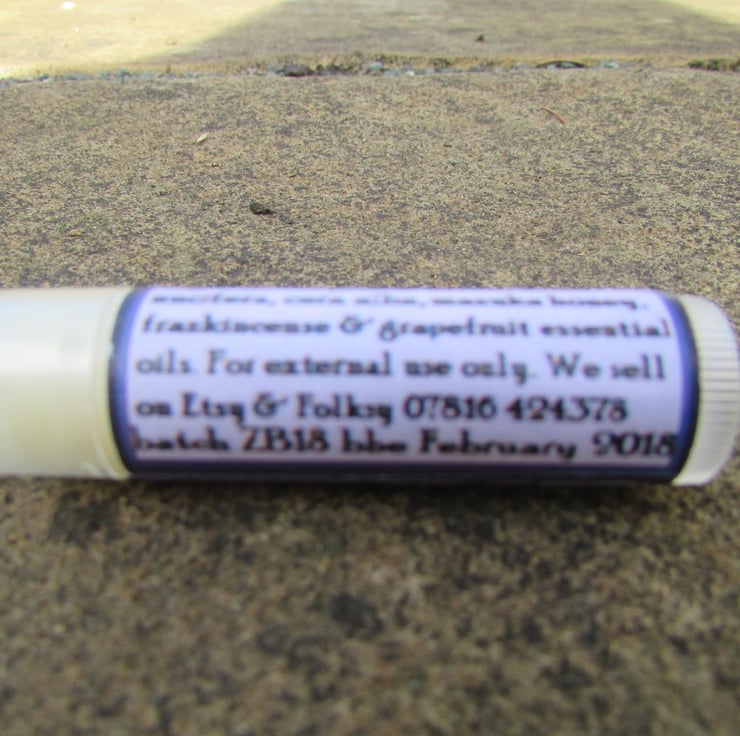 nucifera, cera alba, manuka honey,
frankincense & grapefruit essential
oils. For external use only. We sell
on Etsy & Folksy 07816 424378
batch ZB18 bbe February 2018